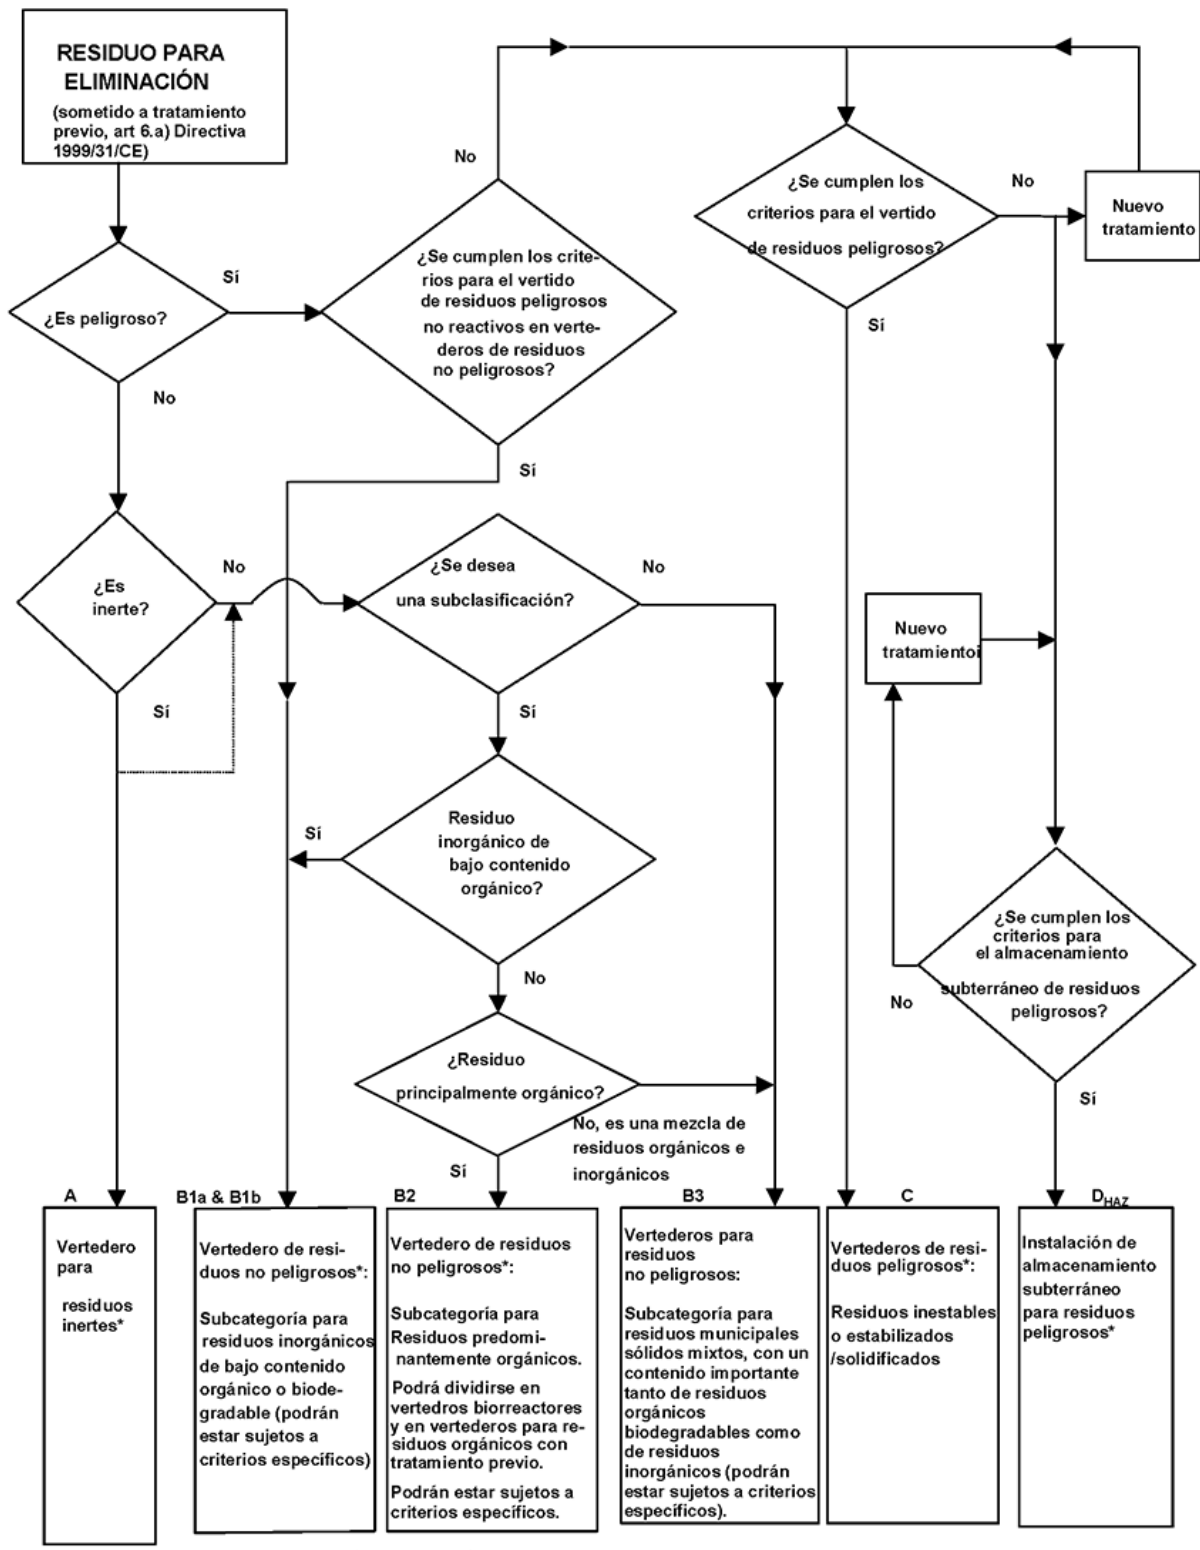 RESIDUO PARA
ELIMINACIÓN
(sometido a tratamiento
previo, art 6.a) Directiva
1999/31/CE)
¿Es peligroso?
Sí
No
No
¿Se cumplen los crite-
rios para el vertido
de residuos peligrosos
no reactivos en verte-
deros de residuos
no peligrosos?
Sí
¿Se cumplen los
criterios para el vertido
de residuos peligrosos?
No
Sí
Nuevo
tratamiento
¿Es
inerte?
No
Sí
¿Se desea
una subclasificación?
No
Sí
Nuevo
tratamientoi
Residuo
inorgánico de
bajo contenido
orgánico?
Sí
No
¿Se cumplen los
criterios para
el almacenamiento
subterráneo de residuos
peligrosos?
No
Sí
¿Residuo
principalmente orgánico?
No, es una mezcla de
residuos orgánicos e
inorgánicos
Sí
A
Vertedero
para
residuos
inertes*
B1a & B1b
Vertedero de resi-
duos no peligrosos*:
Subcategoría para
residuos inorgánicos
de bajo contenido
orgánico o biode-
gradable (podrán
estar sujetos a
criterios específicos)
B2
Vertedero de residuos
no peligrosos*:
Subcategoría para
Residuos predomi-
nantemente orgánicos.
Podrá dividirse en
vertedros biorreactores
y en vertederos para re-
siduos orgánicos con
tratamiento previo.
Podrán estar sujetos a
criterios específicos.
B3
Vertederos para
residuos
no peligrosos:
Subcategoría para
residuos municipales
sólidos mixtos, con un
contenido importante
tanto de residuos
orgánicos
biodegradables como
de residuos
inorgánicos (podrán
estar sujetos a criterios
específicos).
C
Vertederos de resi-
duos peligrosos*:
Residuos inestables
o estabilizados
/solidificados
DHAZ
Instalación de
almacenamiento
subterráneo
para residuos
peligrosos*